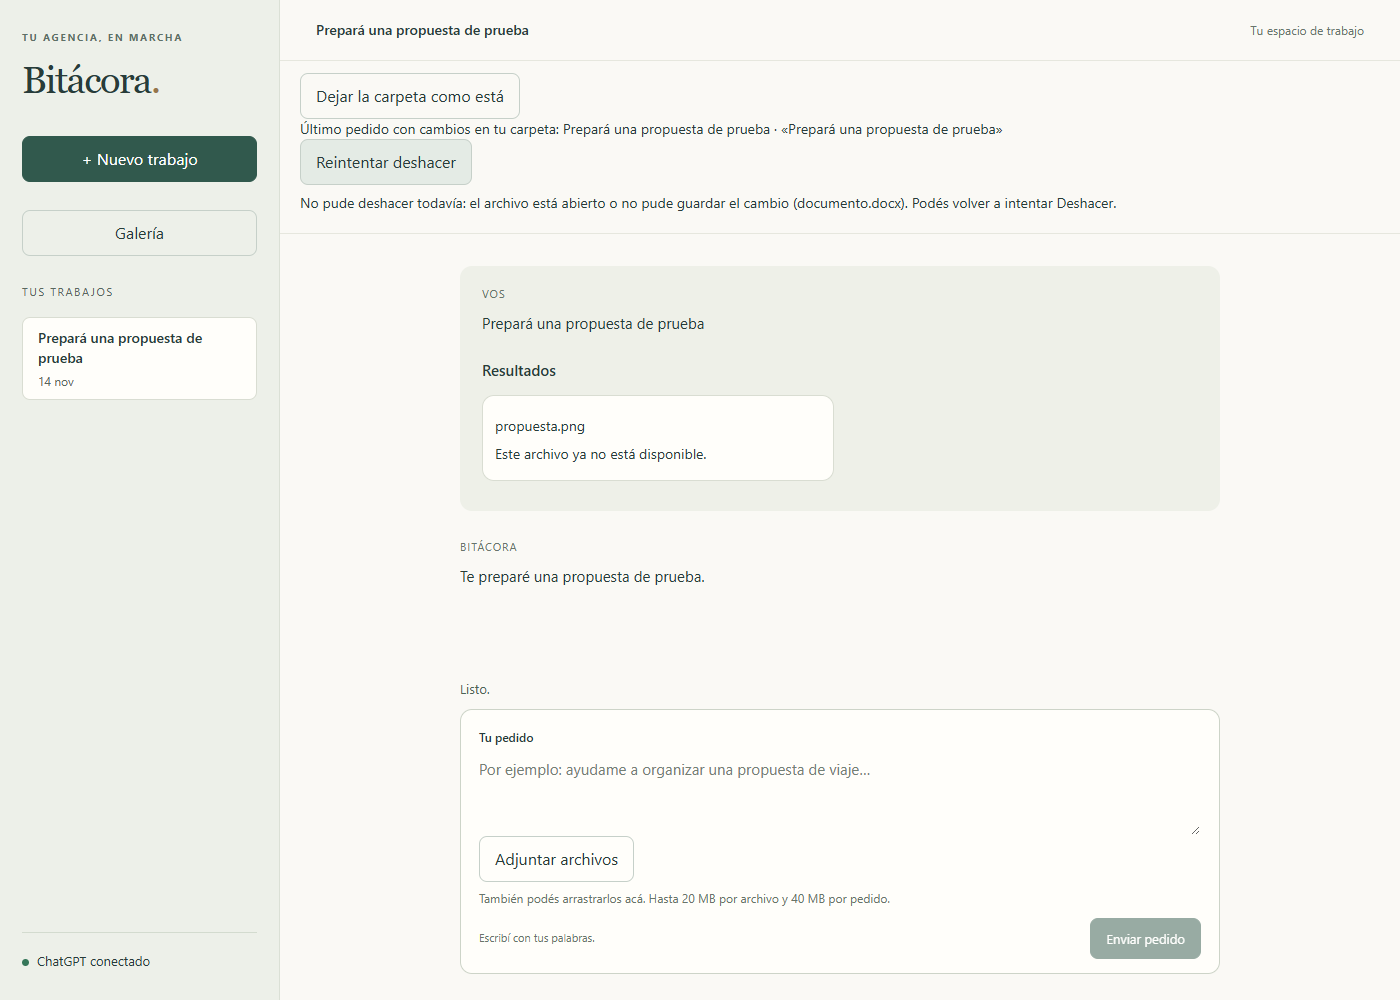 TU AGENCIA, EN MARCHA
Bitácora.
+ Nuevo trabajo
Galería
TUS TRABAJOS
Prepará una propuesta de
prueba
14 nov
ChatGPT conectado
Prepará una propuesta de prueba
Tu espacio de trabajo
Dejar la carpeta como está
Último pedido con cambios en tu carpeta: Prepará una propuesta de prueba · «Prepará una propuesta de prueba»
Reintentar deshacer
No pude deshacer todavía: el archivo está abierto o no pude guardar el cambio (documento.docx). Podés volver a intentar Deshacer.
VOS
Prepará una propuesta de prueba
Resultados
propuesta.png
Este archivo ya no está disponible.
BITÁCORA
Te preparé una propuesta de prueba.
Listo.
Tu pedido
Por ejemplo: ayudame a organizar una propuesta de viaje...
Adjuntar archivos
También podés arrastrarlos acá. Hasta 20 MB por archivo y 40 MB por pedido.
Escribí con tus palabras.
Enviar pedido